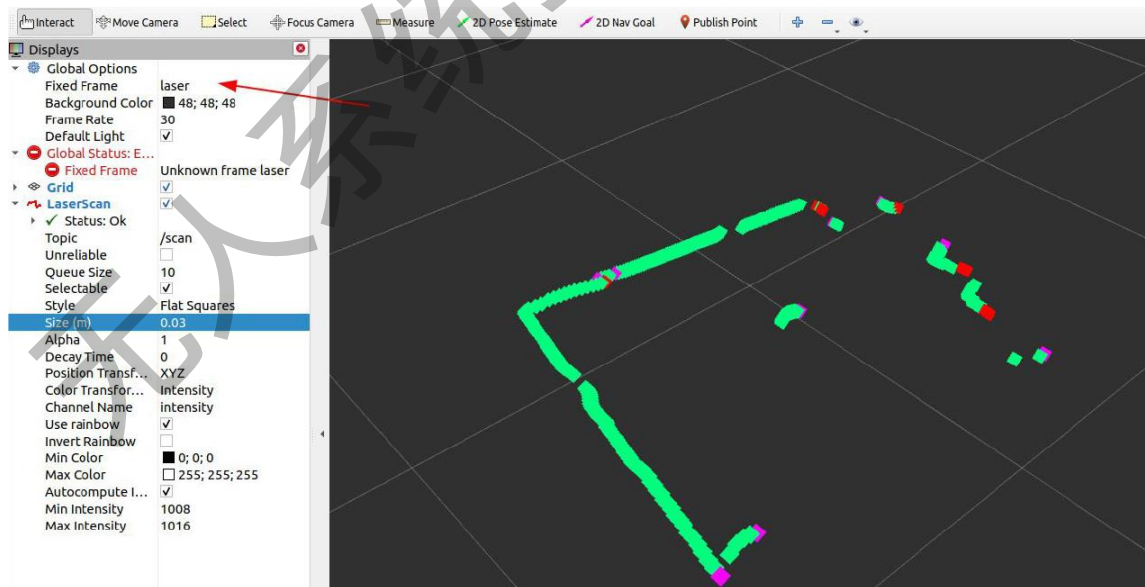 Interact Move Camera Select Focus Camera Measure 2D Pose Estimate 2D Nav Goal Publish Point
Displays
Global Options
Fixed Frame laser
Background Color 48; 48; 48
Frame Rate 30
Default Light
Global Status: E...
Fixed Frame Unknown frame laser
Grid
LaserScan
Status: Ok
Topic /scan
Unreliable
Queue Size 10
Selectable
Style Flat Squares
Size (m) 0.03
Alpha 1
Decay Time 0
Position Transf... XYZ
Color Transfor... Intensity
Channel Name intensity
Use rainbow
Invert Rainbow
Min Color 0; 0; 0
Max Color 255; 255; 255
Autocompute I...
Min Intensity 1008
Max Intensity 1016
无人系统